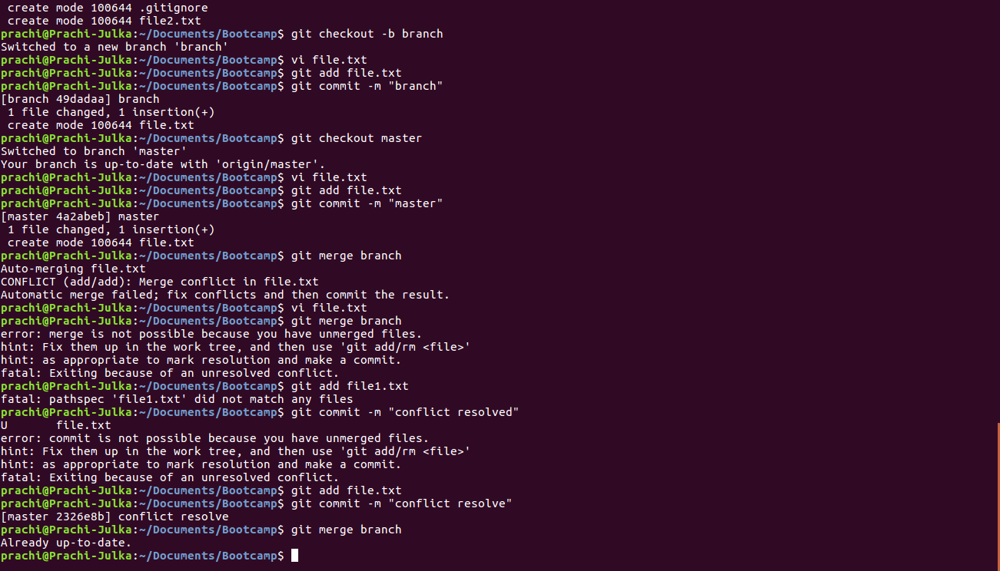 create mode 100644 .gitignore
create mode 100644 file2.txt
prachi@Prachi-Julka:~/Documents/Bootcamp$ git checkout -b branch
Switched to a new branch 'branch'
prachi@Prachi-Julka:~/Documents/Bootcamp$ vi file.txt
prachi@Prachi-Julka:~/Documents/Bootcamp$ git add file.txt
prachi@Prachi-Julka:~/Documents/Bootcamp$ git commit -m "branch"
[branch 49dadaa] branch
1 file changed, 1 insertion(+)
create mode 100644 file.txt
prachi@Prachi-Julka:~/Documents/Bootcamp$ git checkout master
Switched to branch 'master'
Your branch is up-to-date with 'origin/master'.
prachi@Prachi-Julka:~/Documents/Bootcamp$ vi file.txt
prachi@Prachi-Julka:~/Documents/Bootcamp$ git add file.txt
prachi@Prachi-Julka:~/Documents/Bootcamp$ git commit -m "master"
[master 4a2abeb] master
1 file changed, 1 insertion(+)
create mode 100644 file.txt
prachi@Prachi-Julka:~/Documents/Bootcamp$ git merge branch
Auto-merging file.txt
CONFLICT (add/add): Merge conflict in file.txt
Automatic merge failed; fix conflicts and then commit the result.
prachi@Prachi-Julka:~/Documents/Bootcamp$ vi file.txt
prachi@Prachi-Julka:~/Documents/Bootcamp$ git merge branch
error: merge is not possible because you have unmerged files.
hint: Fix them up in the work tree, and then use 'git add/rm <file>'
hint: as appropriate to mark resolution and make a commit.
fatal: Exiting because of an unresolved conflict.
prachi@Prachi-Julka:~/Documents/Bootcamp$ git add file1.txt
fatal: pathspec 'file1.txt' did not match any files
prachi@Prachi-Julka:~/Documents/Bootcamp$ git commit -m "conflict resolved"
U       file.txt
error: commit is not possible because you have unmerged files.
hint: Fix them up in the work tree, and then use 'git add/rm <file>'
hint: as appropriate to mark resolution and make a commit.
fatal: Exiting because of an unresolved conflict.
prachi@Prachi-Julka:~/Documents/Bootcamp$ git add file.txt
prachi@Prachi-Julka:~/Documents/Bootcamp$ git commit -m "conflict resolve"
[master 2326e8b] conflict resolve
prachi@Prachi-Julka:~/Documents/Bootcamp$ git merge branch
Already up-to-date.
prachi@Prachi-Julka:~/Documents/Bootcamp$